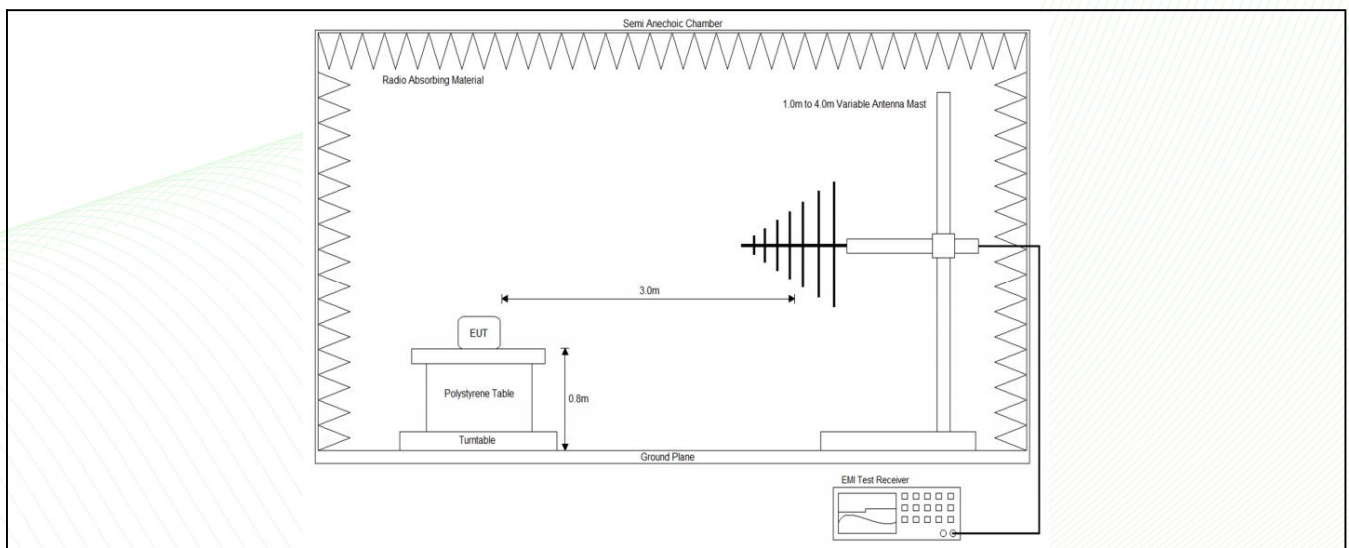 Semi Anechoic Chamber
Radio Absorbing Material
1.0m to 4.0m Variable Antenna Mast
3.0m
EUT
Polystyrene Table
0.8m
Turntable
Ground Plane
EMI Test Receiver